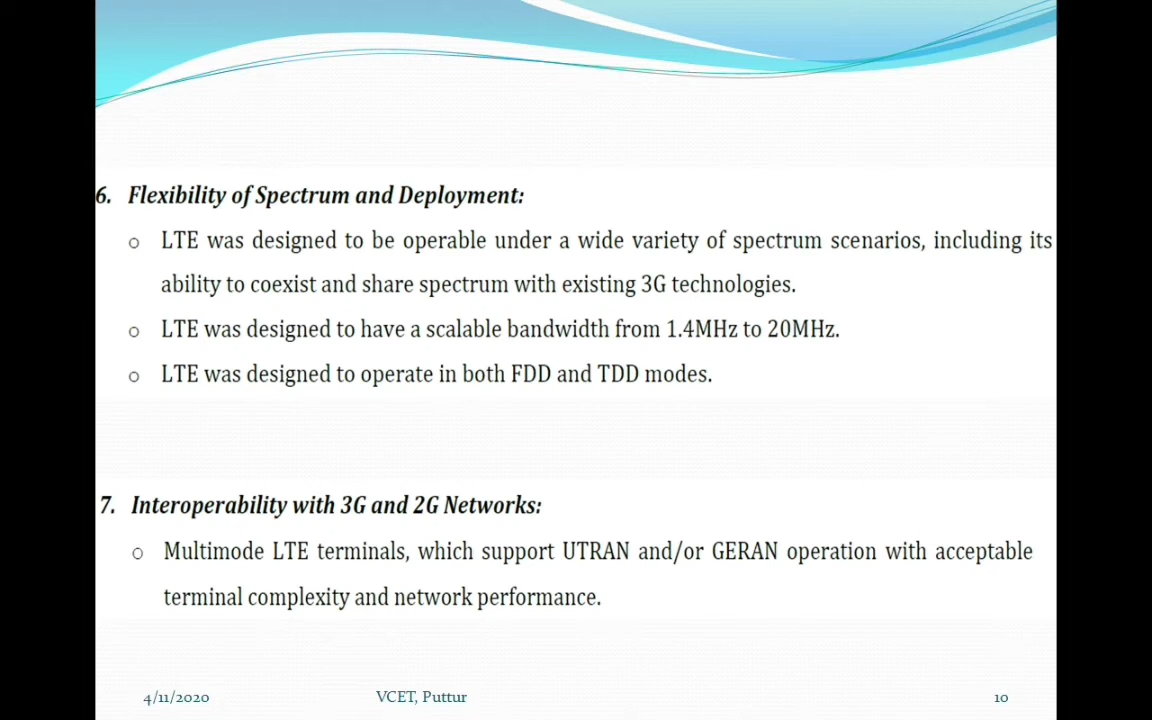 6. Flexibility of Spectrum and Deployment:
o LTE was designed to be operable under a wide variety of spectrum scenarios, including its
ability to coexist and share spectrum with existing 3G technologies.
o LTE was designed to have a scalable bandwidth from 1.4MHz to 20MHz.
o LTE was designed to operate in both FDD and TDD modes.
7. Interoperability with 3G and 2G Networks:
o Multimode LTE terminals, which support UTRAN and/or GERAN operation with acceptable
terminal complexity and network performance.
4/11/2020 VCET, Puttur 10